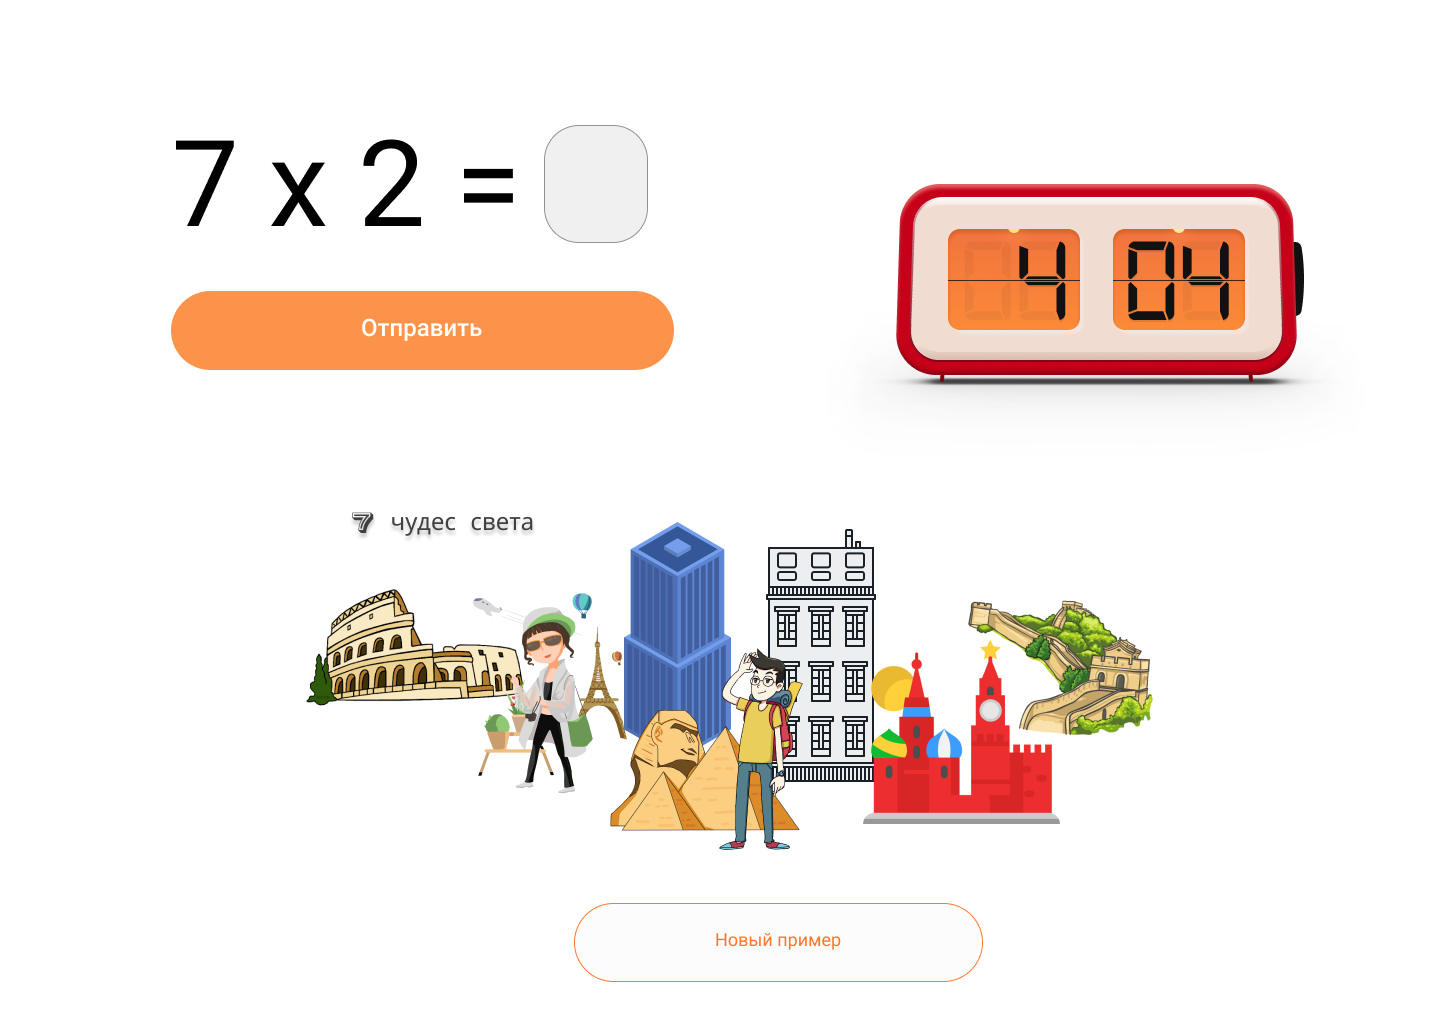 7 x 2 =
Отправить
4 04
7 чудес света
Новый пример